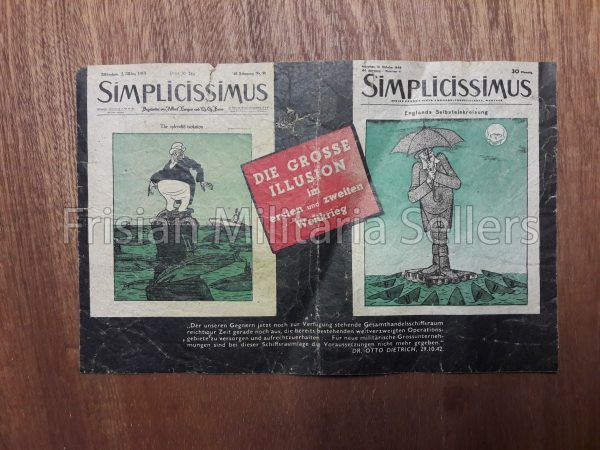 SIMPLICISSIMUS
The splendid isolation
30 Pfennig
SIMPLICISSIMUS
Englands Selbsteinkreisung
DIE GROSSE
ILLUSION
im
ersten und zweiten
Weltkrieg
Frisian Militaria Sellers
„Der unseren Gegnern jetzt noch zur Verfügung stehende Gesamthandelsschiffsraum
reicht zur Zeit gerade noch aus, die bereits bestehenden weitverzweigten Operations-
gebiete zu versorgen und aufrechtzuerhalten . . . Für neue militärische Grossunterneh-
mungen sind bei dieser Schiffsraumlage die Voraussetzungen nicht mehr gegeben."
DR. OTTO DIETRICH, 29.10.42.